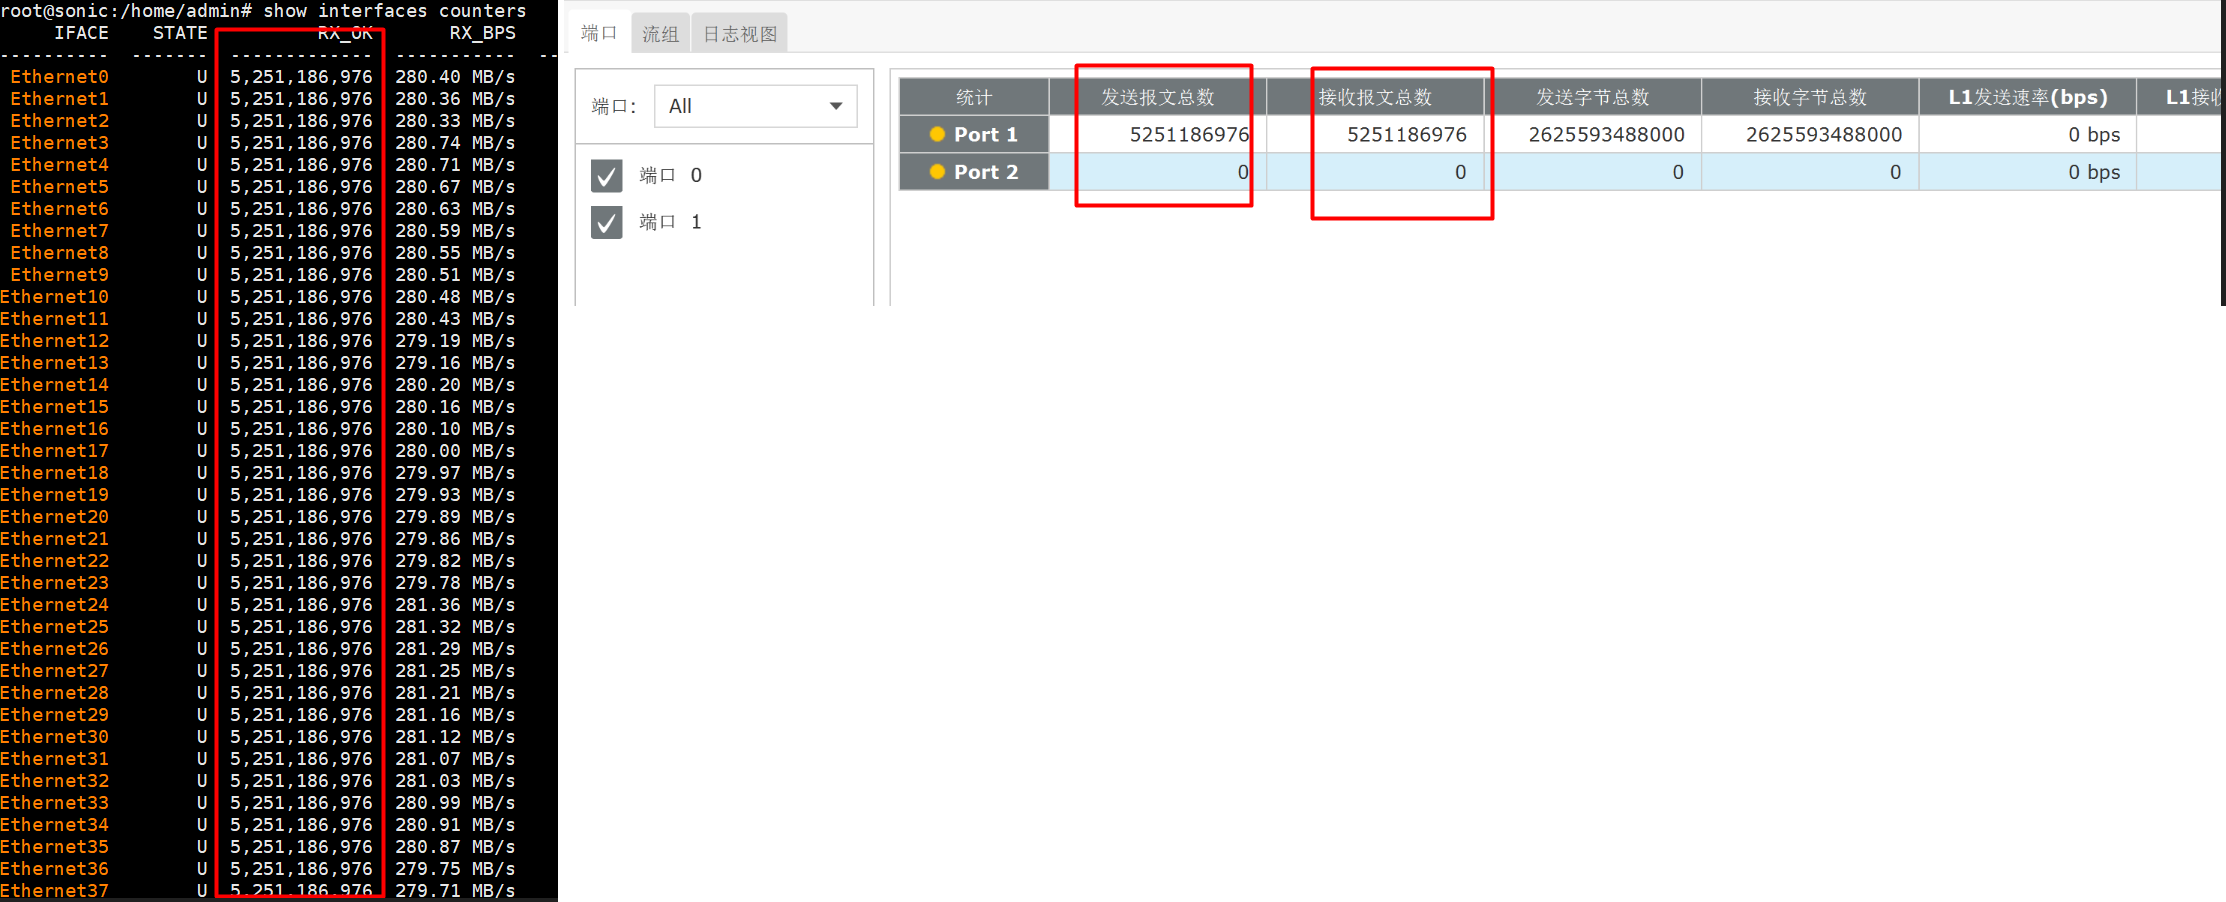 root@sonic:/home/admin# show interfaces counters
IFACE STATE RX_OK RX_BPS
---------- ------- ------------- ----------- --
Ethernet0 U 5,251,186,976 280.40 MB/s
Ethernet1 U 5,251,186,976 280.36 MB/s
Ethernet2 U 5,251,186,976 280.33 MB/s
Ethernet3 U 5,251,186,976 280.74 MB/s
Ethernet4 U 5,251,186,976 280.71 MB/s
Ethernet5 U 5,251,186,976 280.67 MB/s
Ethernet6 U 5,251,186,976 280.63 MB/s
Ethernet7 U 5,251,186,976 280.59 MB/s
Ethernet8 U 5,251,186,976 280.55 MB/s
Ethernet9 U 5,251,186,976 280.51 MB/s
Ethernet10 U 5,251,186,976 280.48 MB/s
Ethernet11 U 5,251,186,976 280.43 MB/s
Ethernet12 U 5,251,186,976 279.19 MB/s
Ethernet13 U 5,251,186,976 279.16 MB/s
Ethernet14 U 5,251,186,976 280.20 MB/s
Ethernet15 U 5,251,186,976 280.16 MB/s
Ethernet16 U 5,251,186,976 280.10 MB/s
Ethernet17 U 5,251,186,976 280.00 MB/s
Ethernet18 U 5,251,186,976 279.97 MB/s
Ethernet19 U 5,251,186,976 279.93 MB/s
Ethernet20 U 5,251,186,976 279.89 MB/s
Ethernet21 U 5,251,186,976 279.86 MB/s
Ethernet22 U 5,251,186,976 279.82 MB/s
Ethernet23 U 5,251,186,976 279.78 MB/s
Ethernet24 U 5,251,186,976 281.36 MB/s
Ethernet25 U 5,251,186,976 281.32 MB/s
Ethernet26 U 5,251,186,976 281.29 MB/s
Ethernet27 U 5,251,186,976 281.25 MB/s
Ethernet28 U 5,251,186,976 281.21 MB/s
Ethernet29 U 5,251,186,976 281.16 MB/s
Ethernet30 U 5,251,186,976 281.12 MB/s
Ethernet31 U 5,251,186,976 281.07 MB/s
Ethernet32 U 5,251,186,976 281.03 MB/s
Ethernet33 U 5,251,186,976 280.99 MB/s
Ethernet34 U 5,251,186,976 280.91 MB/s
Ethernet35 U 5,251,186,976 280.87 MB/s
Ethernet36 U 5,251,186,976 279.75 MB/s
Ethernet37 U 5,251,186,976 279.71 MB/s
端口 流组 日志视图
端口: All
端口 0
端口 1
统计 发送报文总数 接收报文总数 发送字节总数 接收字节总数 L1发送速率(bps) L1接收
Port 1 5251186976 5251186976 2625593488000 2625593488000 0 bps
Port 2 0 0 0 0 0 bps